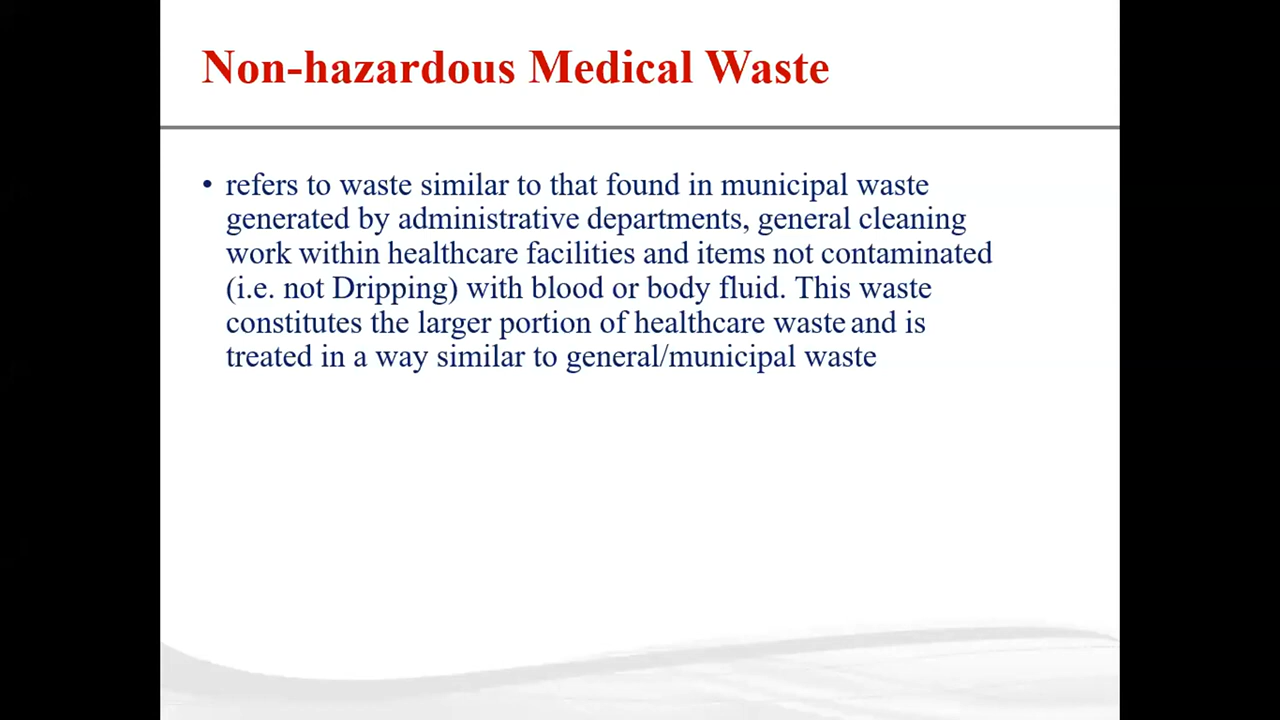 Non-hazardous Medical Waste
• refers to waste similar to that found in municipal waste
generated by administrative departments, general cleaning
work within healthcare facilities and items not contaminated
(i.e. not Dripping) with blood or body fluid. This waste
constitutes the larger portion of healthcare waste and is
treated in a way similar to general/municipal waste